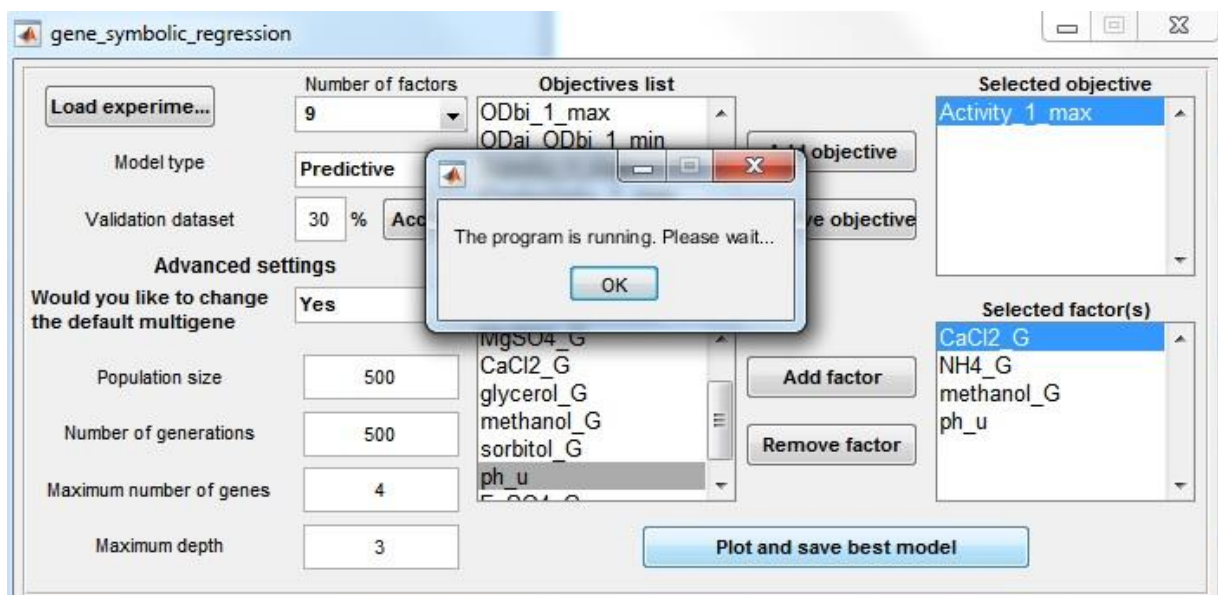 gene_symbolic_regression
Load experime...
Number of factors
9
Model type
Predictive
Validation dataset
30 %
Advanced settings
Would you like to change
the default multigene
Yes
Population size
500
Number of generations
500
Maximum number of genes
4
Maximum depth
3
Objectives list
ODbi_1_max
ODai_ODbi_1_min
The program is running. Please wait...
OK
MgSO4_G
CaCl2_G
glycerol_G
methanol_G
sorbitol_G
ph_u
objective
objective
Add factor
Remove factor
Selected objective
Activity_1_max
Selected factor(s)
CaCl2_G
NH4_G
methanol_G
ph_u
Plot and save best model